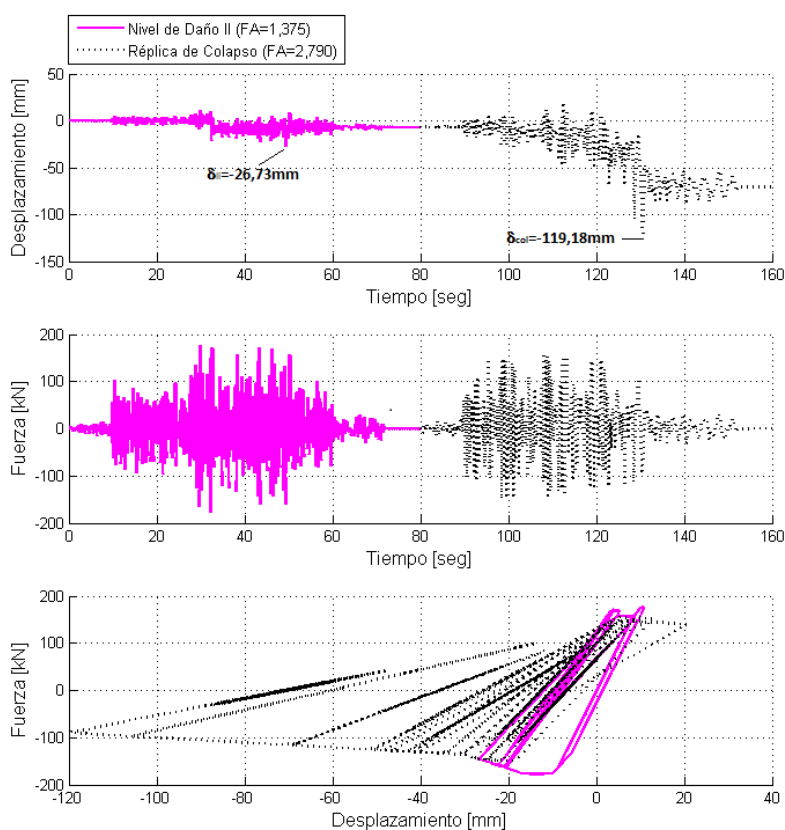 Nivel de Daño II (FA=1,375)
Réplica de Colapso (FA=2,790)
50
0
-50
-100
-150
Desplazamiento [mm]
δII=-26,73mm
δcol=-119,18mm
0 20 40 60 80 100 120 140 160
Tiempo [seg]
200
100
0
-100
-200
Fuerza [kN]
0 20 40 60 80 100 120 140 160
Tiempo [seg]
200
100
0
-100
-200
Fuerza [kN]
-120 -100 -80 -60 -40 -20 0 20 40
Desplazamiento [mm]